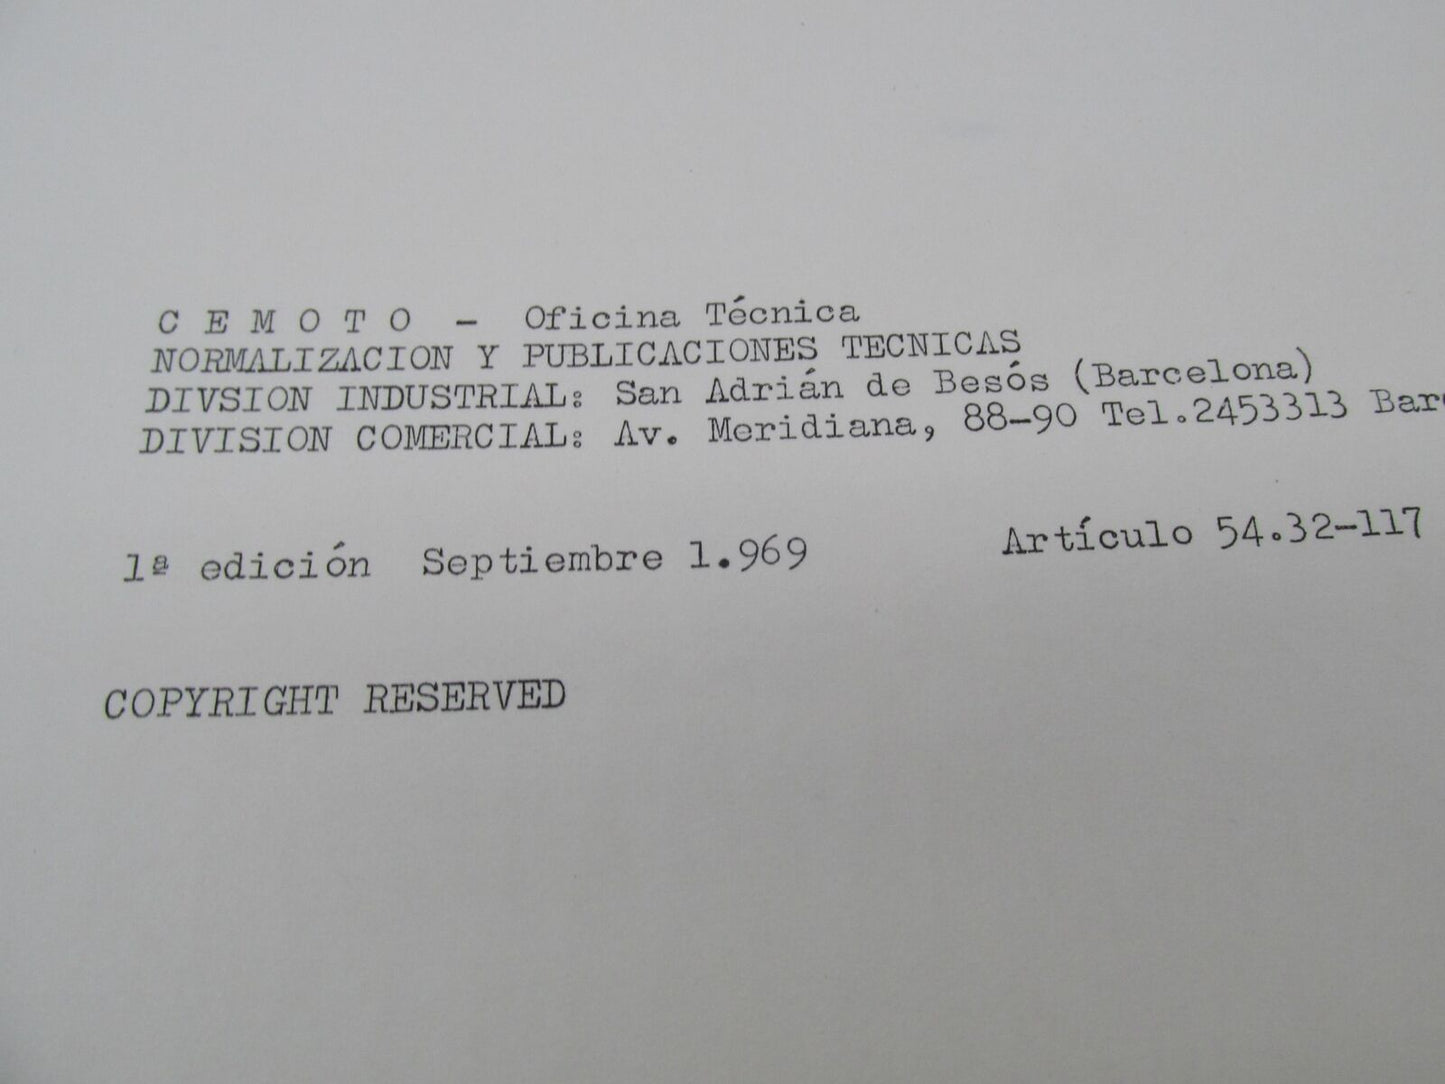 C E M O T O - Oficina Técnica
NORMALIZACION Y PUBLICACIONES TECNICAS
DIVSION INDUSTRIAL: San Adrián de Besós (Barcelona)
DIVISION COMERCIAL: Av. Meridiana, 88-90 Tel.2453313
1ª edición Septiembre 1.969 Artículo 54.32-117
COPYRIGHT RESERVED